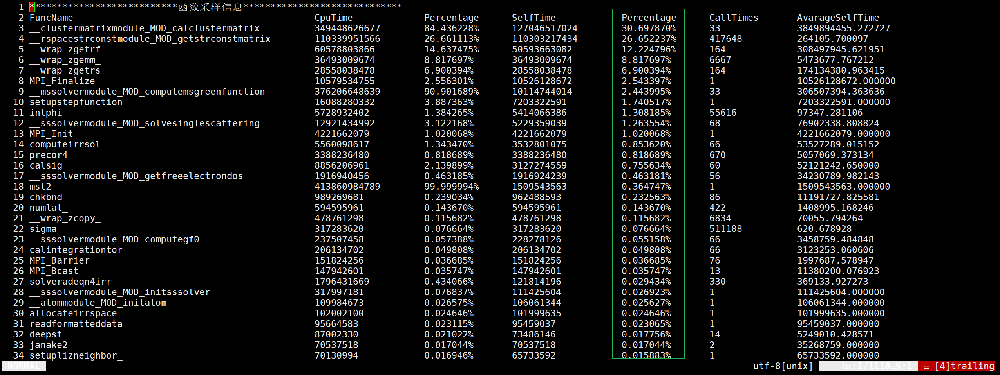 1 ***************************函数采样信息*****************************
2 FuncName CpuTime Percentage SelfTime Percentage CallTimes AvarageSelfTime
3 __clustermatrixmodule_MOD_calclustermatrix 349448626677 84.436228% 127046517024 30.697870% 33 3849894455.272727
4 __rspacestrconstmodule_MOD_getstrconstmatrix 110339951566 26.661113% 110303217434 26.652237% 417648 264105.700097
5 __wrap_zgetrf_ 60578803866 14.637475% 50593663082 12.224796% 164 308497945.621951
6 __wrap_zgemm_ 36493009674 8.817697% 36493009674 8.817697% 6667 5473677.767212
7 __wrap_zgetrs_ 28558038478 6.900394% 28558038478 6.900394% 164 174134380.963415
8 MPI_Finalize 10579534755 2.556301% 10526128672 2.543397% 1 10526128672.000000
9 __mssolvermodule_MOD_computemsgreenfunction 376206648639 90.901689% 10114744014 2.443995% 33 306507394.363636
10 setupstepfunction 16088280332 3.887363% 7203322591 1.740517% 1 7203322591.000000
11 intphi 5728932402 1.384265% 5414066386 1.308185% 55616 97347.281106
12 __sssolvermodule_MOD_solvesinglescattering 12921434992 3.122168% 5229359039 1.263554% 68 76902338.808824
13 MPI_Init 4221662079 1.020068% 4221662079 1.020068% 1 4221662079.000000
14 computeirrsol 5560098617 1.343470% 3532801075 0.853620% 66 53527289.015152
15 precor4 3388236480 0.818689% 3388236480 0.818689% 670 5057069.373134
16 calsig 8856206961 2.139899% 3127274559 0.755634% 60 52121242.650000
17 __sssolvermodule_MOD_getfreeelectrondos 1916940456 0.463185% 1916924239 0.463181% 56 34230789.982143
18 mst2 413860984789 99.999994% 1509543563 0.364747% 1 1509543563.000000
19 chkbnd 989269681 0.239034% 962488593 0.232563% 86 11191727.825581
20 numlat_ 594595961 0.143670% 594595961 0.143670% 422 1408995.168246
21 __wrap_zcopy_ 478761298 0.115682% 478761298 0.115682% 6834 70055.794264
22 sigma 317283620 0.076664% 317283620 0.076664% 511188 620.678928
23 __sssolvermodule_MOD_computegf0 237507458 0.057388% 228278126 0.055158% 66 3458759.484848
24 calintegrationtor 206134702 0.049808% 206134702 0.049808% 66 3123253.060606
25 MPI_Barrier 151824256 0.036685% 151824256 0.036685% 76 1997687.578947
26 MPI_Bcast 147942601 0.035747% 147942601 0.035747% 13 11380200.076923
27 solveradeqn4irr 1796431669 0.434066% 121814196 0.029434% 330 369133.927273
28 __sssolvermodule_MOD_initsssolver 317997181 0.076837% 111425604 0.026923% 1 111425604.000000
29 __atommodule_MOD_initatom 109984673 0.026575% 106061344 0.025627% 1 106061344.000000
30 allocateirrspace 102002100 0.024646% 101999635 0.024646% 1 101999635.000000
31 readformatteddata 95664583 0.023115% 95459037 0.023065% 1 95459037.000000
32 deepst 87002330 0.021022% 73486146 0.017756% 14 5249010.428571
33 janake2 70537518 0.017044% 70537518 0.017044% 2 35268759.000000
34 setuplizneighbor_ 70130994 0.016946% 65733592 0.015883% 1 65733592.000000
NORMAL utf-8[unix] ln:1/1110≡%:1 Ξ [4]trailing